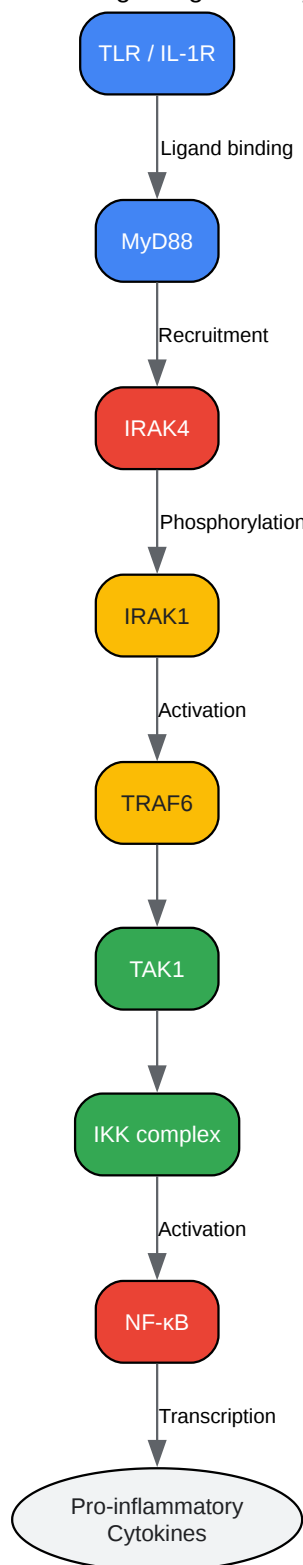 TLR / IL-1R
Ligand binding
MyD88
Recruitment
IRAK4
Phosphorylation
IRAK1
Activation
TRAF6
TAK1
IKK complex
Activation
NF-κB
Transcription
Pro-inflammatory
Cytokines